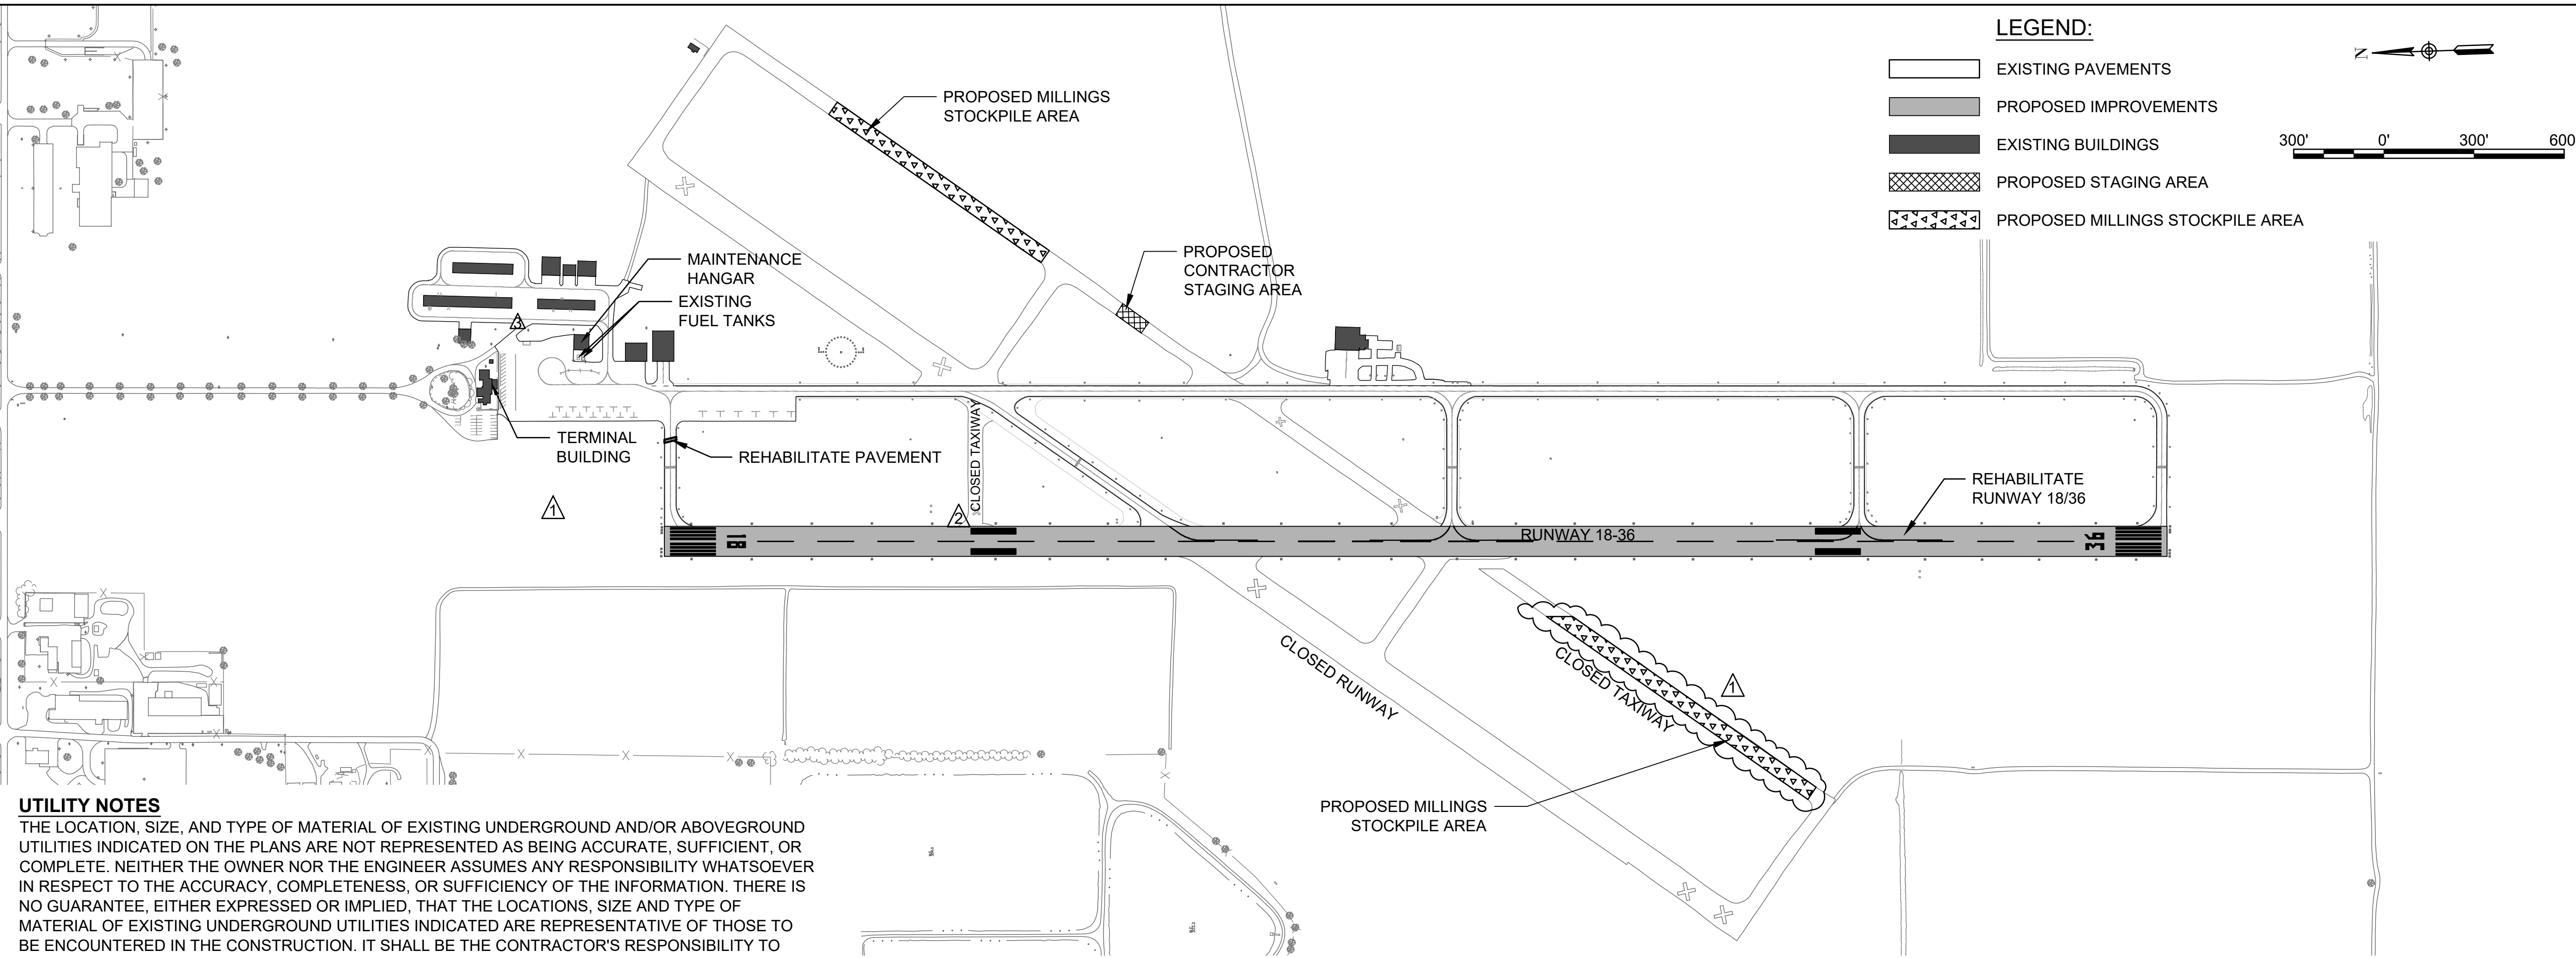 LEGEND:
N
EXISTING PAVEMENTS
PROPOSED IMPROVEMENTS
EXISTING BUILDINGS
PROPOSED STAGING AREA
PROPOSED MILLINGS STOCKPILE AREA
300' 0' 300' 600
PROPOSED MILLINGS
STOCKPILE AREA
PROPOSED
CONTRACTOR
STAGING AREA
MAINTENANCE
HANGAR
EXISTING
FUEL TANKS
3
TERMINAL
BUILDING
REHABILITATE PAVEMENT
CLOSED TAXIWAY
1
2
REHABILITATE
RUNWAY 18/36
18
RUNWAY 18-36
36
CLOSED RUNWAY
CLOSED TAXIWAY
1
PROPOSED MILLINGS
STOCKPILE AREA
UTILITY NOTES
THE LOCATION, SIZE, AND TYPE OF MATERIAL OF EXISTING UNDERGROUND AND/OR ABOVEGROUND
UTILITIES INDICATED ON THE PLANS ARE NOT REPRESENTED AS BEING ACCURATE, SUFFICIENT, OR
COMPLETE. NEITHER THE OWNER NOR THE ENGINEER ASSUMES ANY RESPONSIBILITY WHATSOEVER
IN RESPECT TO THE ACCURACY, COMPLETENESS, OR SUFFICIENCY OF THE INFORMATION. THERE IS
NO GUARANTEE, EITHER EXPRESSED OR IMPLIED, THAT THE LOCATIONS, SIZE AND TYPE OF
MATERIAL OF EXISTING UNDERGROUND UTILITIES INDICATED ARE REPRESENTATIVE OF THOSE TO
BE ENCOUNTERED IN THE CONSTRUCTION. IT SHALL BE THE CONTRACTOR'S RESPONSIBILITY TO